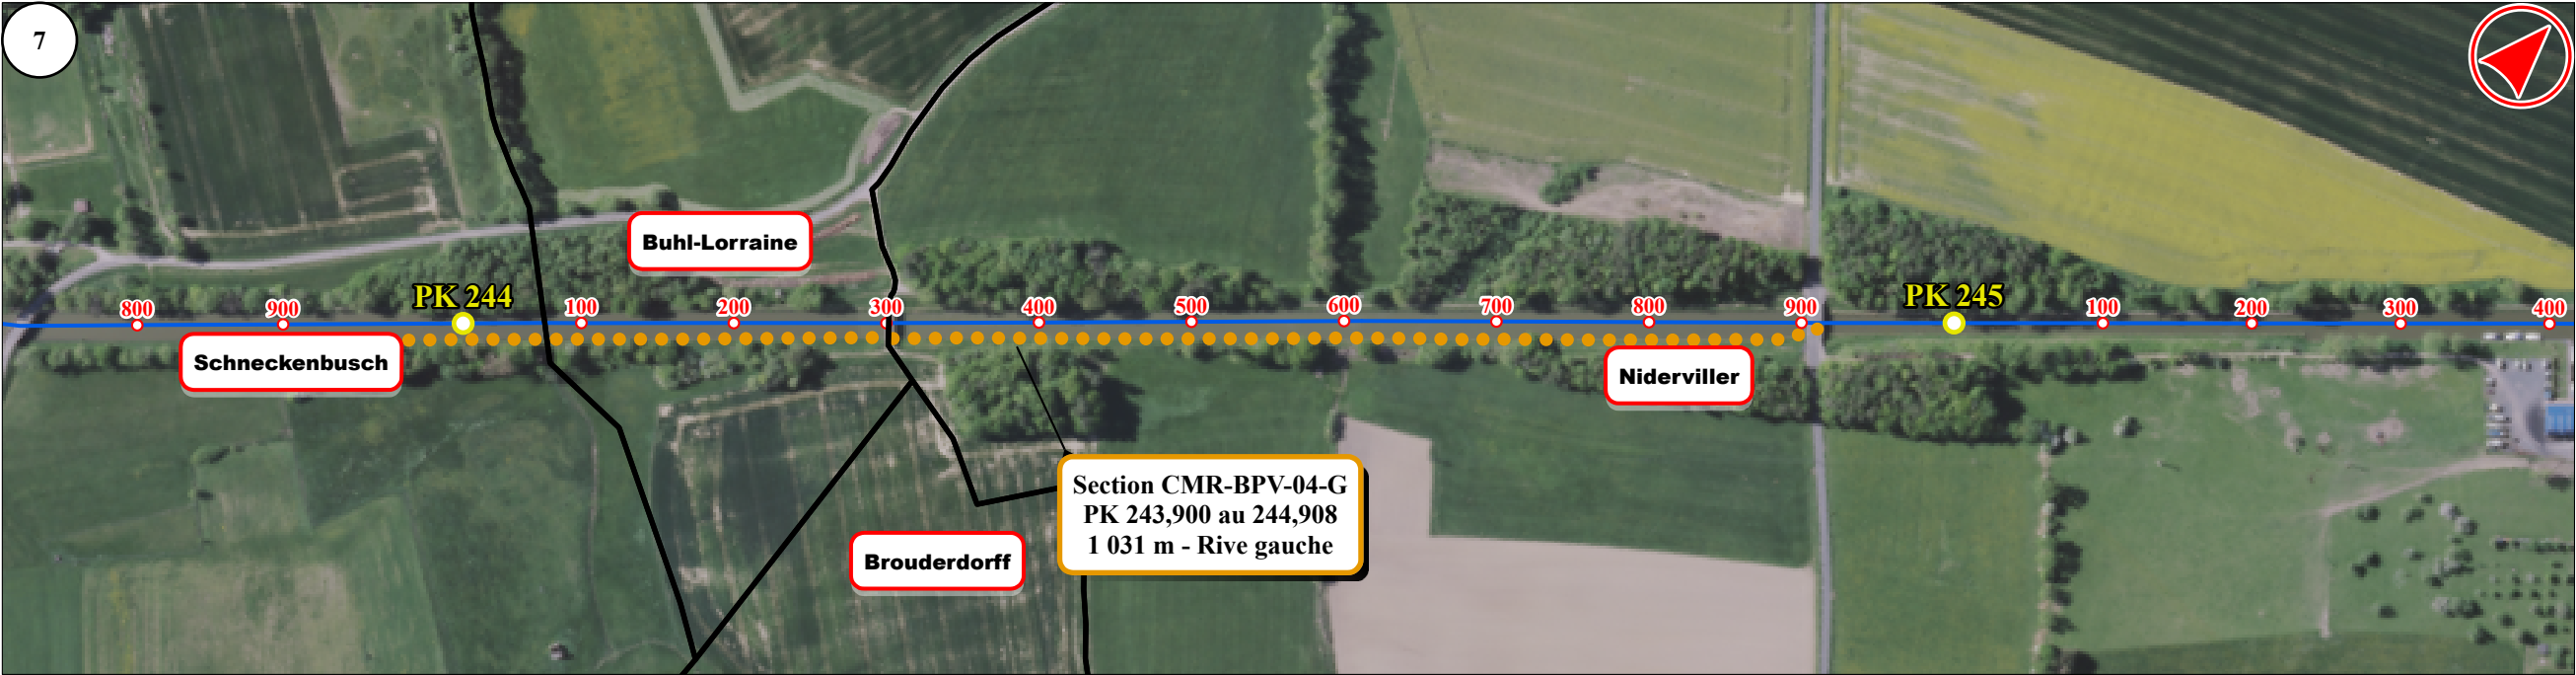 7
Buhl-Lorraine
800
900
PK 244
100
200
300
400
500
600
700
800
900
PK 245
100
200
300
400
Schneckenbusch
Niderviller
Brouderdorff
Section CMR-BPV-04-G
PK 243,900 au 244,908
1 031 m - Rive gauche